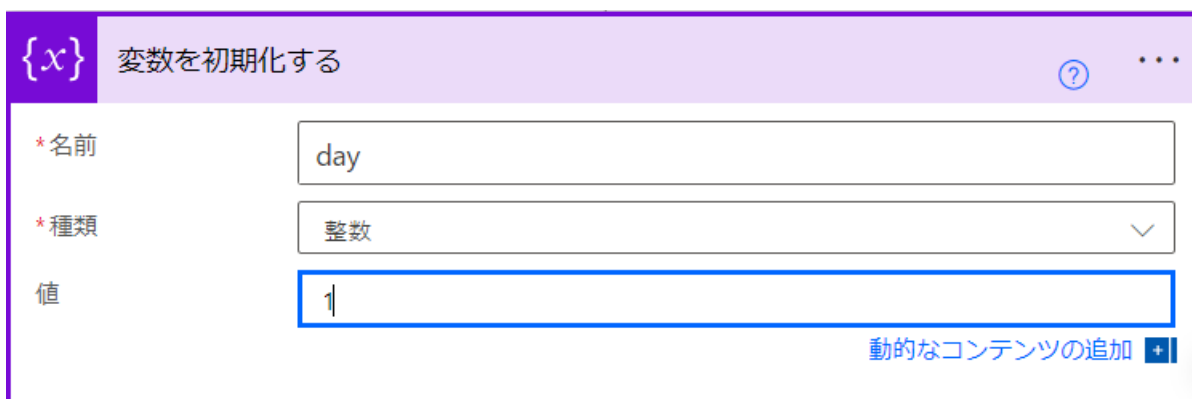 {x} 変数を初期化する ? ...
*名前 day
*種類 整数
値 1
動的なコンテンツの追加 +